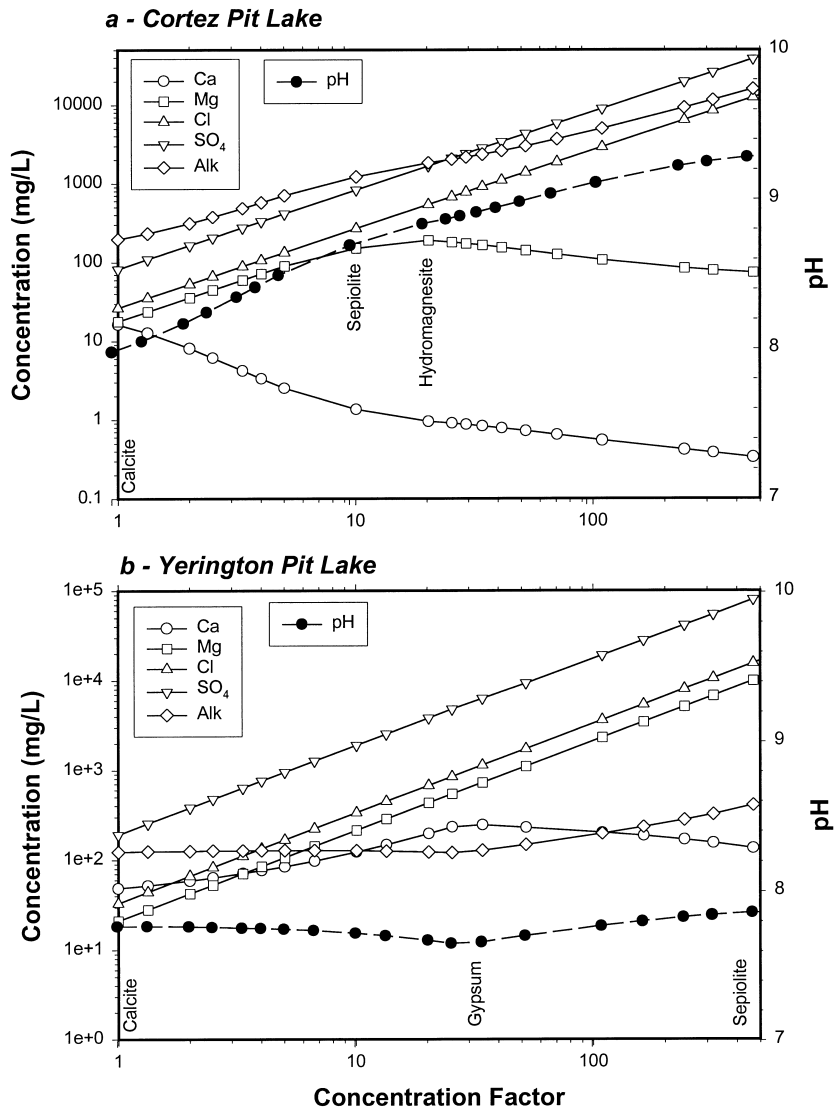 a - Cortez Pit Lake
Ca
Mg
Cl
SO4
Alk
pH
Concentration (mg/L)
10000
1000
100
10
1
0.1
10
9
8
7
pH
Calcite
Sepiolite
Hydromagnesite
1
10
100
b - Yerington Pit Lake
Ca
Mg
Cl
SO4
Alk
pH
Concentration (mg/L)
1e+5
1e+4
1e+3
1e+2
1e+1
1e+0
10
9
8
7
pH
Calcite
Gypsum
Sepiolite
1
10
100
Concentration Factor